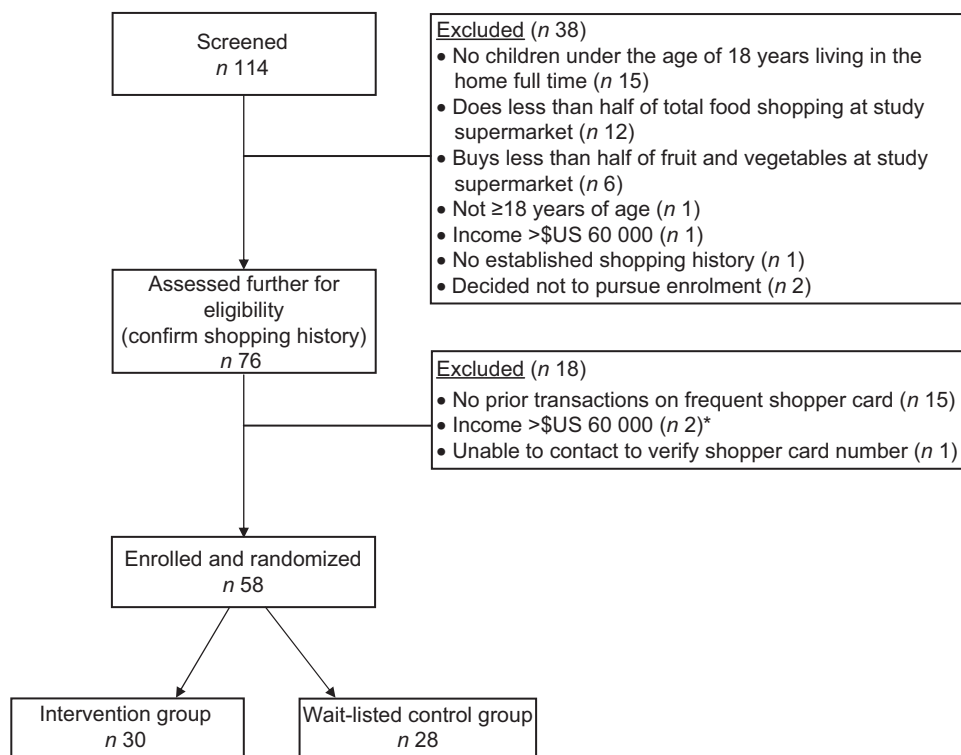 Screened
n 114
Excluded (n 38)
• No children under the age of 18 years living in the
home full time (n 15)
• Does less than half of total food shopping at study
supermarket (n 12)
• Buys less than half of fruit and vegetables at study
supermarket (n 6)
• Not ≥18 years of age (n 1)
• Income >$US 60 000 (n 1)
• No established shopping history (n 1)
• Decided not to pursue enrolment (n 2)
Assessed further for
eligibility
(confirm shopping history)
n 76
Excluded (n 18)
• No prior transactions on frequent shopper card (n 15)
• Income >$US 60 000 (n 2)*
• Unable to contact to verify shopper card number (n 1)
Enrolled and randomized
n 58
Intervention group
n 30
Wait-listed control group
n 28